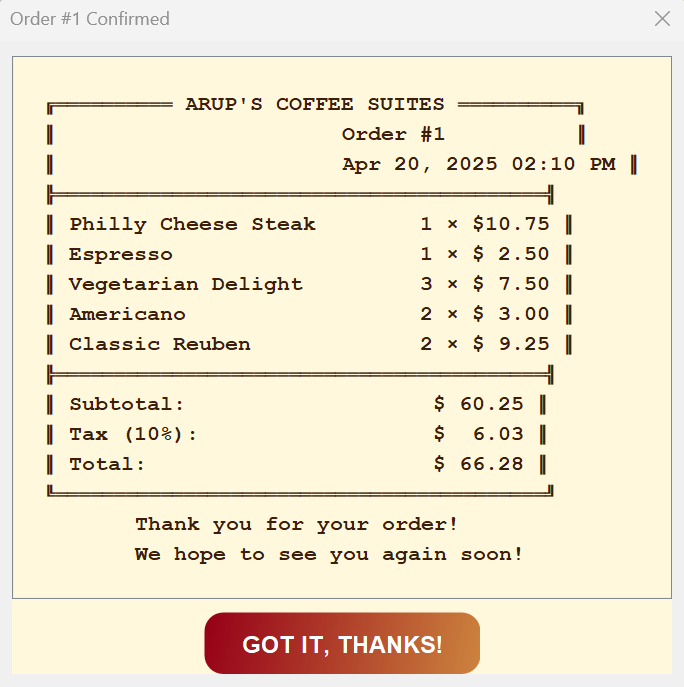 Order #1 Confirmed
ARUP'S COFFEE SUITES
Order #1
Apr 20, 2025 02:10 PM
Philly Cheese Steak 1 × $10.75
Espresso 1 × $ 2.50
Vegetarian Delight 3 × $ 7.50
Americano 2 × $ 3.00
Classic Reuben 2 × $ 9.25
Subtotal: $ 60.25
Tax (10%): $ 6.03
Total: $ 66.28
Thank you for your order!
We hope to see you again soon!
GOT IT, THANKS!